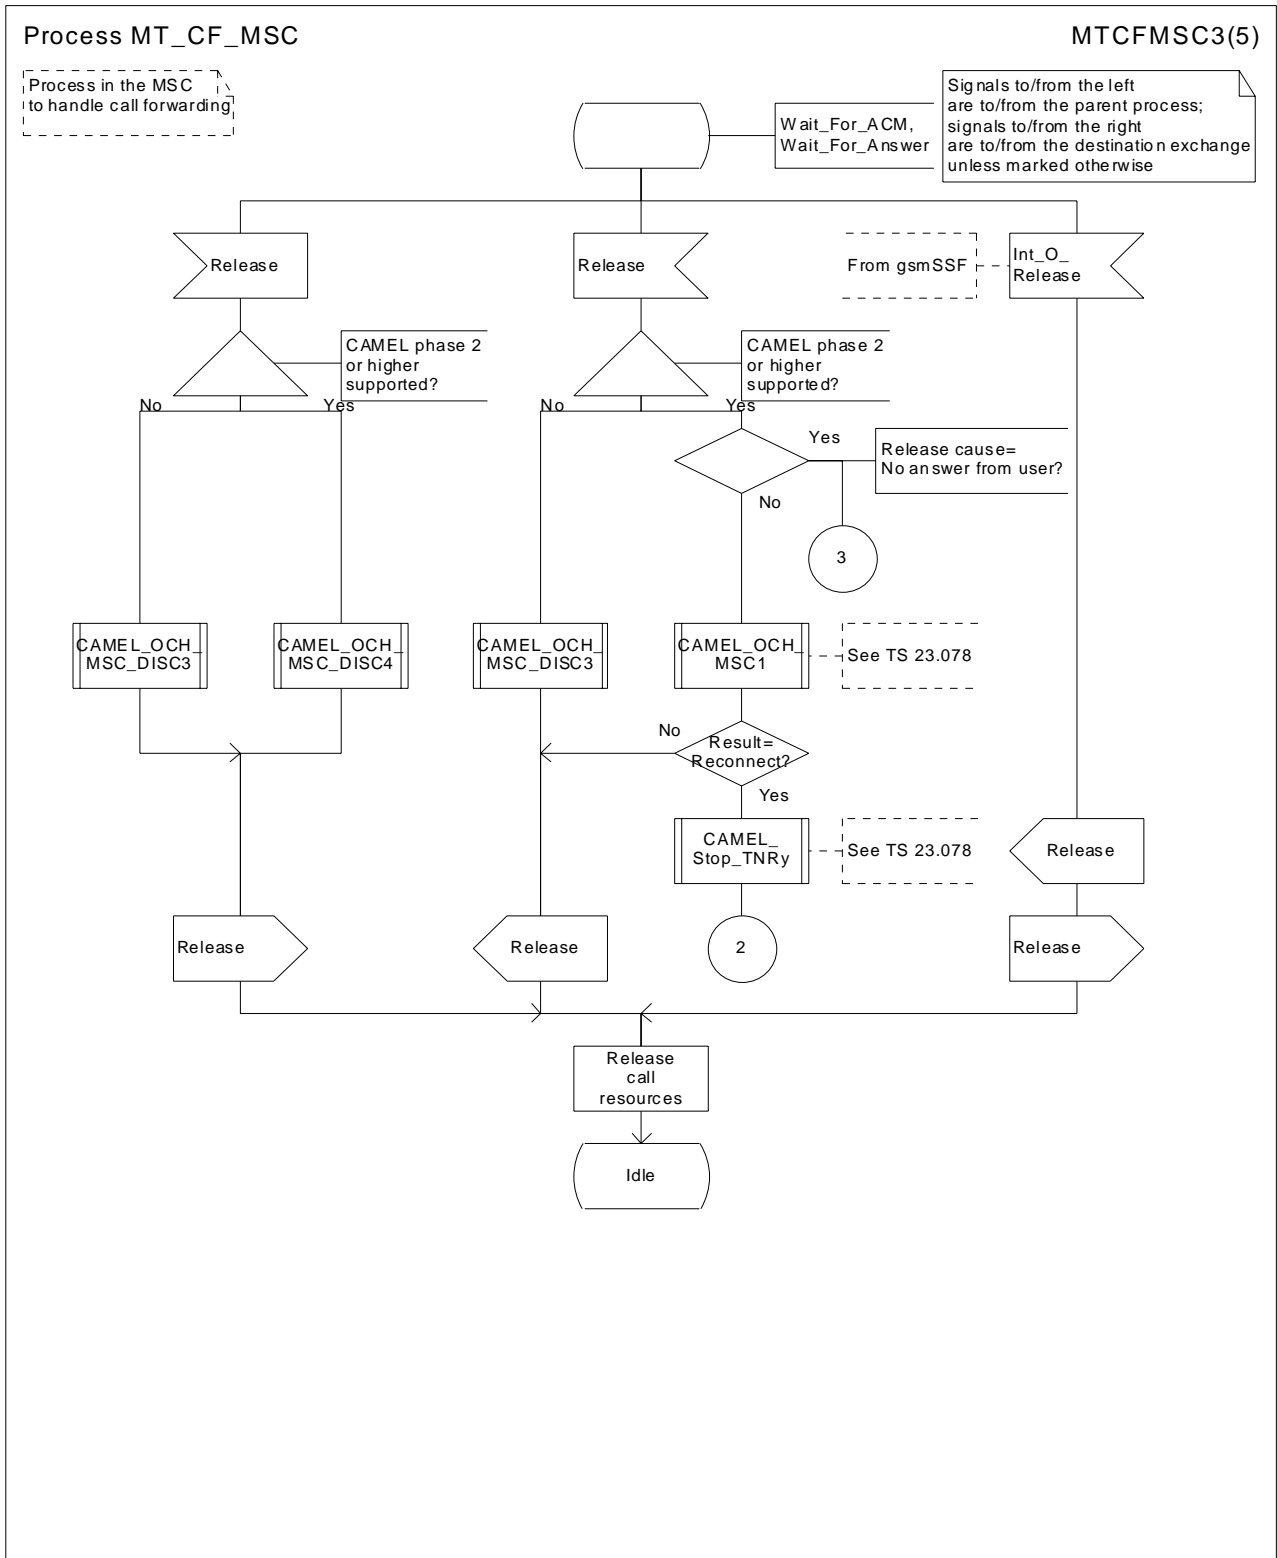 Process MT_CF_MSC
MTCFMSC3(5)
Process in the MSC
to handle call forwarding
Signals to/from the left
are to/from the parent process;
signals to/from the right
are to/from the destination exchange
unless marked otherwise
Wait_For_ACM,
Wait_For_Answer
Release
Release
From gsmSSF
Int_O_
Release
CAMEL phase 2
or higher
supported?
CAMEL phase 2
or higher
supported?
No
Yes
No
Yes
Yes
Release cause=
No answer from user?
No
3
CAMEL_OCH_
MSC_DISC3
CAMEL_OCH_
MSC_DISC4
CAMEL_OCH_
MSC_DISC3
CAMEL_OCH_
MSC1
See TS 23.078
No
Result=
Reconnect?
Yes
CAMEL_
Stop_TNRy
See TS 23.078
Release
Release
Release
2
Release
Release
call
resources
Idle